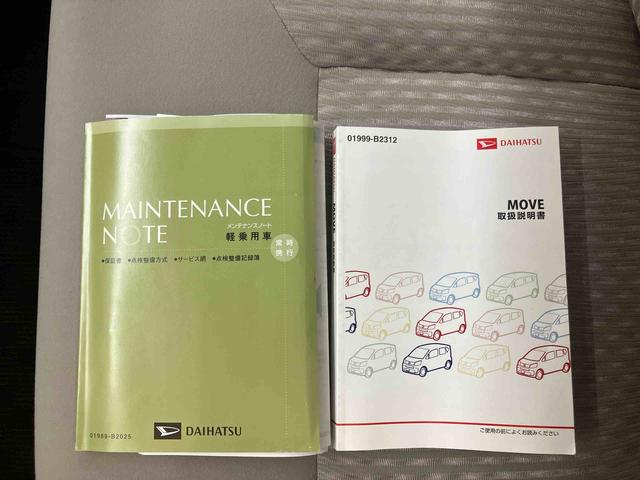 MAINTENANCE
NOTE
メンテナンスノート
軽乗用車
常時
携行
●保証書 ●点検整備方式 ●サービス網 ●点検整備記録簿
01989-B2025
DAIHATSU
01999-B2312
DAIHATSU
MOVE
取扱説明書
ご使用の前によくお読みください